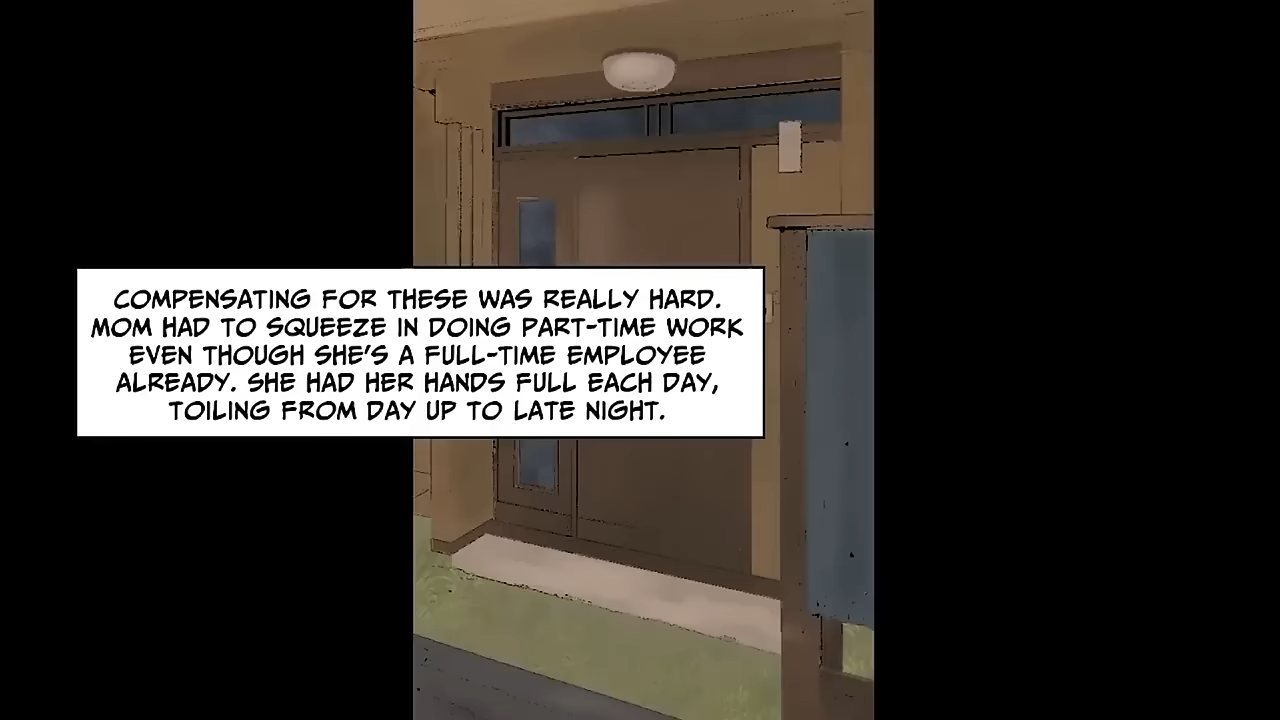 COMPENSATING FOR THESE WAS REALLY HARD.
MOM HAD TO SQUEEZE IN DOING PART-TIME WORK
EVEN THOUGH SHE'S A FULL-TIME EMPLOYEE
ALREADY. SHE HAD HER HANDS FULL EACH DAY,
TOILING FROM DAY UP TO LATE NIGHT.